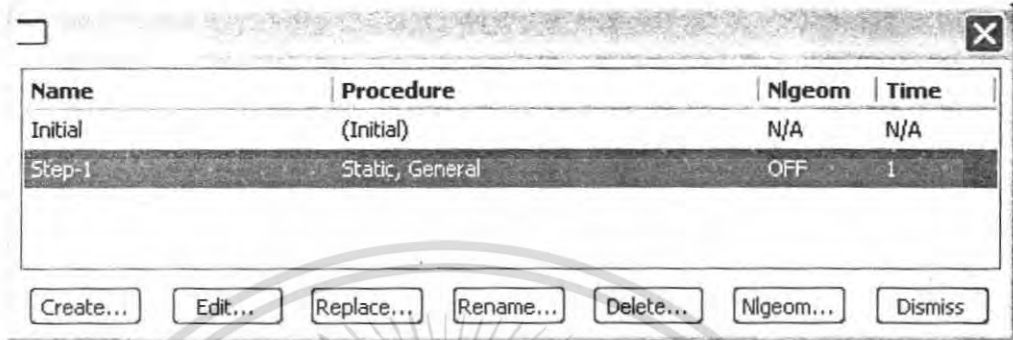 Name Procedure Nlgeom Time
Initial (Initial) N/A N/A
Step-1 Static, General OFF 1
Create... Edit... Replace... Rename... Delete... Nlgeom... Dismiss